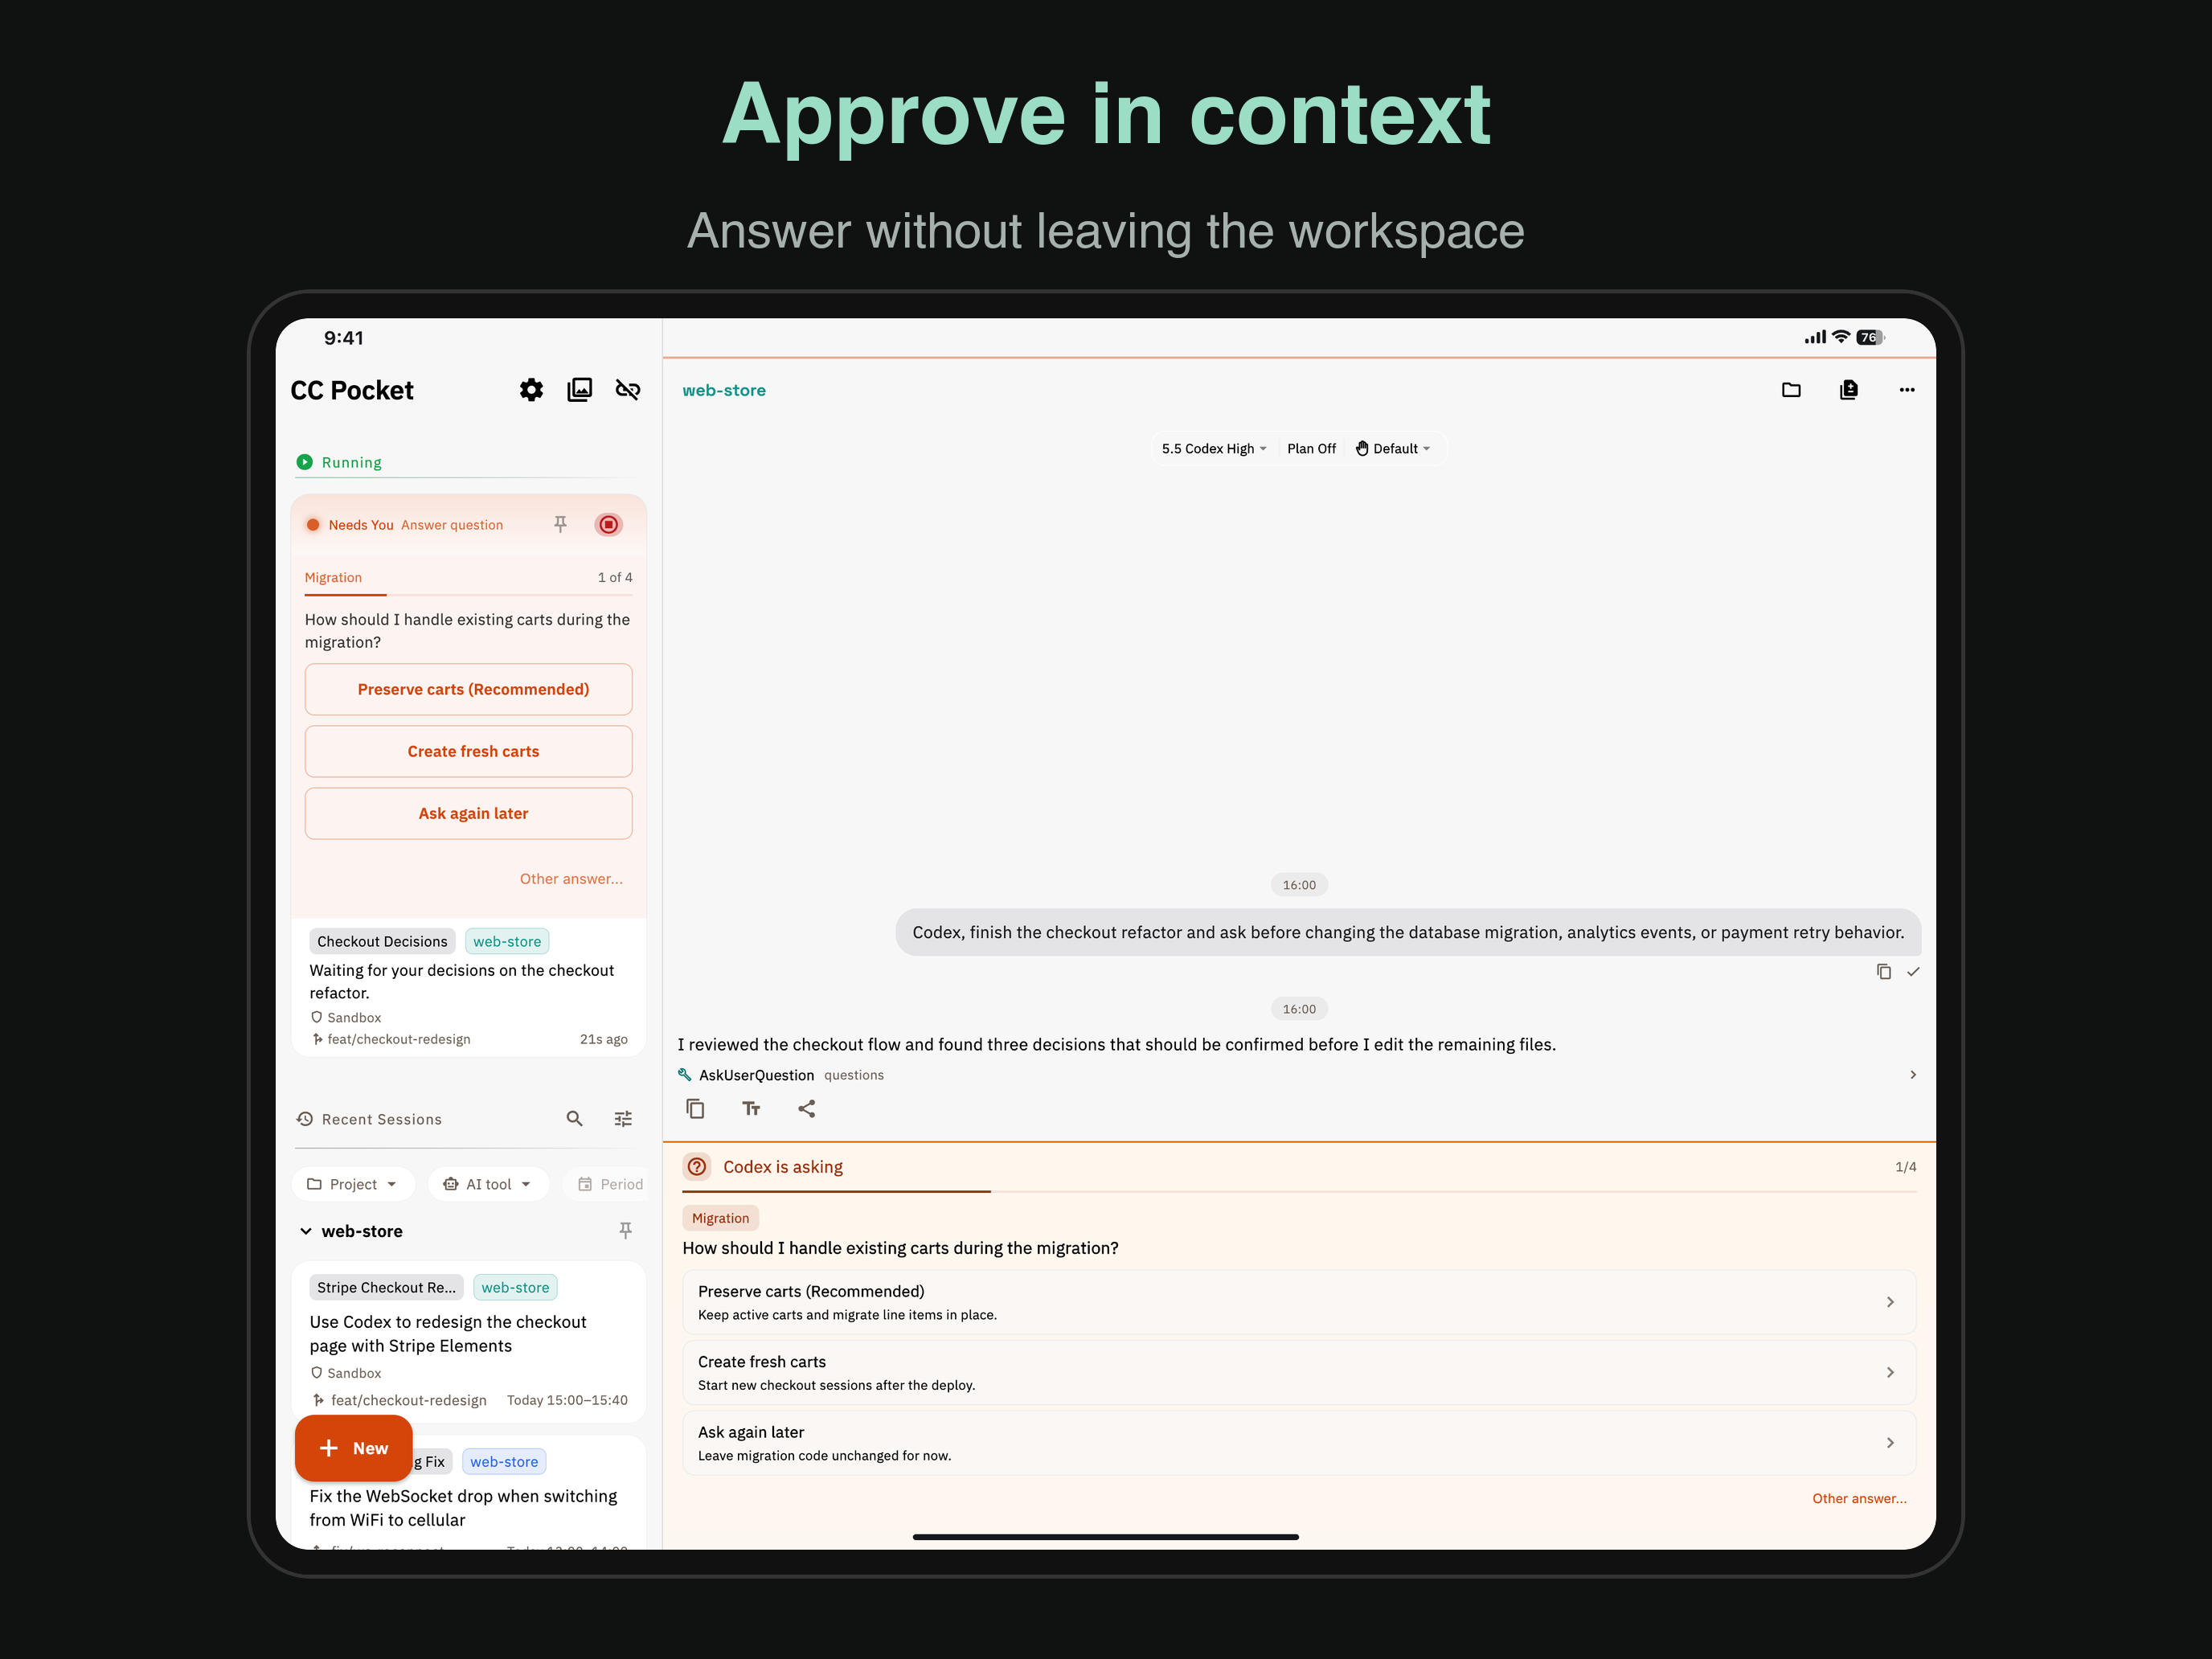 Approve in context
Answer without leaving the workspace
9:41
76
CC Pocket
Running
Needs You Answer question
Migration 1 of 4
How should I handle existing carts during the
migration?
Preserve carts (Recommended)
Create fresh carts
Ask again later
Other answer...
Checkout Decisions web-store
Waiting for your decisions on the checkout
refactor.
Sandbox
feat/checkout-redesign 21s ago
Recent Sessions
Project AI tool Period
web-store
Stripe Checkout Re... web-store
Use Codex to redesign the checkout
page with Stripe Elements
Sandbox
feat/checkout-redesign Today 15:00–15:40
New
g Fix web-store
Fix the WebSocket drop when switching
from WiFi to cellular
web-store
5.5 Codex High Plan Off Default
16:00
Codex, finish the checkout refactor and ask before changing the database migration, analytics events, or payment retry behavior.
16:00
I reviewed the checkout flow and found three decisions that should be confirmed before I edit the remaining files.
AskUserQuestion questions
Codex is asking 1/4
Migration
How should I handle existing carts during the migration?
Preserve carts (Recommended)
Keep active carts and migrate line items in place.
Create fresh carts
Start new checkout sessions after the deploy.
Ask again later
Leave migration code unchanged for now.
Other answer...